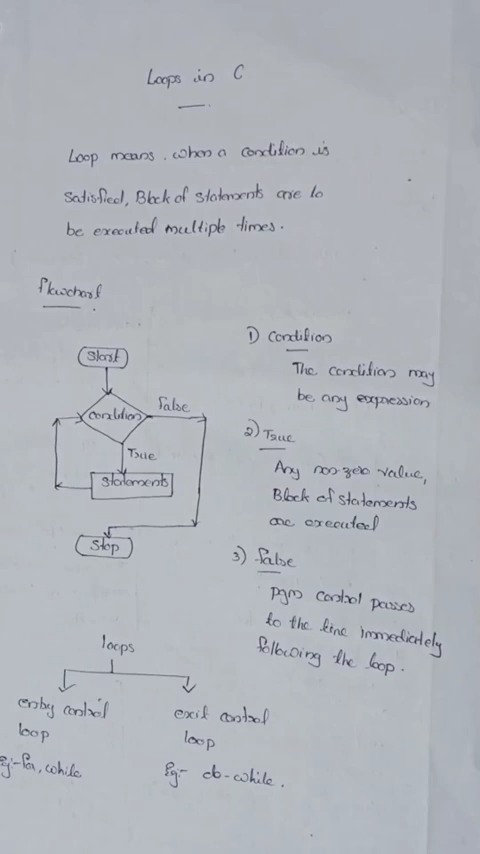 Loops in C
Loop means. when a condition is
satisfied, Block of statements are to
be executed multiple times.
flowchart
Start
condition
false
True
statements
Stop
1) Condition
The condition may
be any expression
2) True
Any non-zero value,
Block of statements
are executed
3) false
pgm control passes
to the line immediately
following the loop.
loops
entry control
loop
Eg:- for, while
exit control
loop
Eg:- do-while.